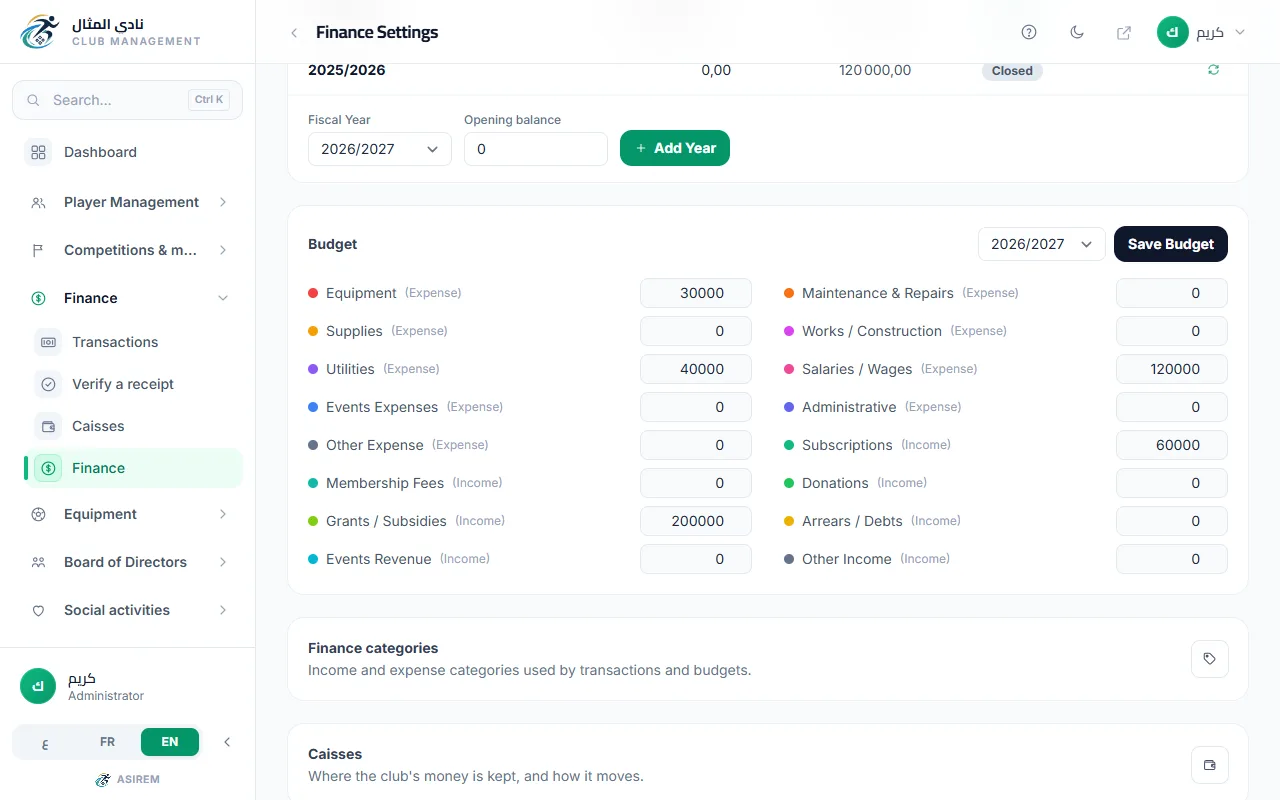 نادي المثال
CLUB MANAGEMENT
Search...
Ctrl K
Dashboard
Player Management
Competitions & m...
Finance
Transactions
Verify a receipt
Caisses
Finance
Equipment
Board of Directors
Social activities
ك
كريم
Administrator
ع
FR
EN
ASIREM
Finance Settings
ك
كريم
2025/2026
0,00
120 000,00
Closed
Fiscal Year
Opening balance
2026/2027
0
+ Add Year
Budget
2026/2027
Save Budget
Equipment (Expense) 30000
Maintenance & Repairs (Expense) 0
Supplies (Expense) 0
Works / Construction (Expense) 0
Utilities (Expense) 40000
Salaries / Wages (Expense) 120000
Events Expenses (Expense) 0
Administrative (Expense) 0
Other Expense (Expense) 0
Subscriptions (Income) 60000
Membership Fees (Income) 0
Donations (Income) 0
Grants / Subsidies (Income) 200000
Arrears / Debts (Income) 0
Events Revenue (Income) 0
Other Income (Income) 0
Finance categories
Income and expense categories used by transactions and budgets.
Caisses
Where the club's money is kept, and how it moves.